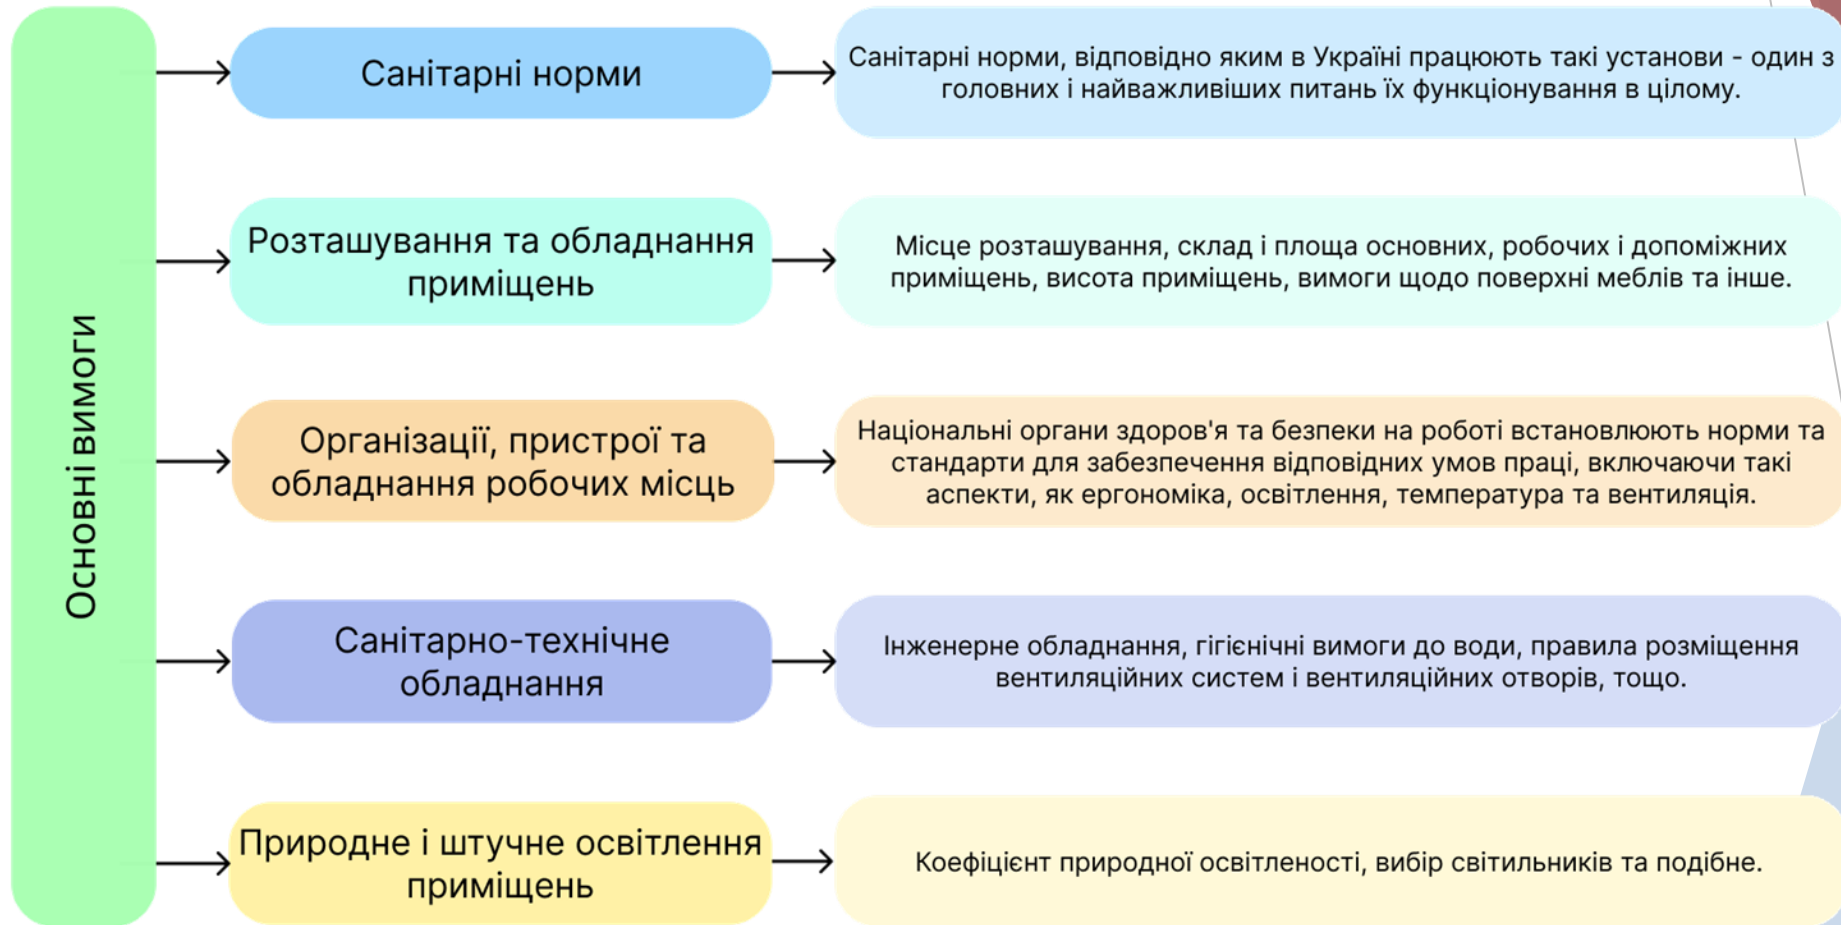 Основні вимоги
Санітарні норми
Санітарні норми, відповідно яким в Україні працюють такі установи - один з
головних і найважливіших питань їх функціонування в цілому.
Розташування та обладнання
приміщень
Місце розташування, склад і площа основних, робочих і допоміжних
приміщень, висота приміщень, вимоги щодо поверхні меблів та інше.
Організації, пристрої та
обладнання робочих місць
Національні органи здоров'я та безпеки на роботі встановлюють норми та
стандарти для забезпечення відповідних умов праці, включаючи такі
аспекти, як ергономіка, освітлення, температура та вентиляція.
Санітарно-технічне
обладнання
Інженерне обладнання, гігієнічні вимоги до води, правила розміщення
вентиляційних систем і вентиляційних отворів, тощо.
Природне і штучне освітлення
приміщень
Коефіцієнт природної освітленості, вибір світильників та подібне.